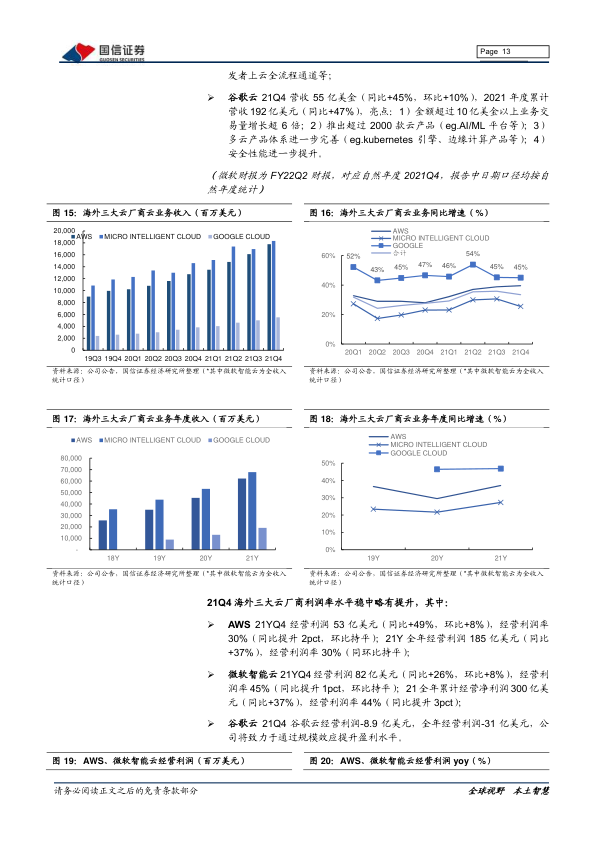 国信证券
GUOSEN SECURITIES
Page 13
发者上云全流程通道等；
➢ 谷歌云 21Q4 营收 55 亿美金（同比+45%，环比+10%），2021 年度累计
营收192亿美元（同比+47%），亮点：1）金额超过10亿美金以上业务交
易量增长超 6 倍；2）推出超过 2000 款云产品（eg.AI/ML 平台等）；3）
多云产品体系进一步完善（eg.kubernetes 引擎、边缘计算产品等）；4）
安全性能进一步提升。
（微软财报为 FY22Q2 财报，对应自然年度 2021Q4，报告中日期口径均按自
然年度统计）
图 15：海外三大云厂商云业务收入（百万美元）
AWS MICRO INTELLIGENT CLOUD GOOGLE CLOUD
20,000
18,000
16,000
14,000
12,000
10,000
8,000
6,000
4,000
2,000
0
19Q3 19Q4 20Q1 20Q2 20Q3 20Q4 21Q1 21Q2 21Q3 21Q4
资料来源：公司公告，国信证券经济研究所整理（*其中微软智能云为全收入
统计口径）
图 16：海外三大云厂商云业务同比增速（%）
AWS
MICRO INTELLIGENT CLOUD
GOOGLE
合计
60%
40%
20%
0%
52% 43% 45% 47% 46% 54% 45% 45%
20Q1 20Q2 20Q3 20Q4 21Q1 21Q2 21Q3 21Q4
资料来源：公司公告，国信证券经济研究所整理（*其中微软智能云为全收入
统计口径）
图 17：海外三大云厂商云业务年度收入（百万美元）
AWS MICRO INTELLIGENT CLOUD GOOGLE CLOUD
80,000
70,000
60,000
50,000
40,000
30,000
20,000
10,000
-
18Y 19Y 20Y 21Y
资料来源：公司公告，国信证券经济研究所整理（*其中微软智能云为全收入
统计口径）
图 18：海外三大云厂商云业务年度同比增速（%）
AWS
MICRO INTELLIGENT CLOUD
GOOGLE CLOUD
50%
40%
30%
20%
10%
0%
19Y 20Y 21Y
资料来源：公司公告，国信证券经济研究所整理（*其中微软智能云为全收入
统计口径）
21Q4 海外三大云厂商利润率水平稳中略有提升，其中：
➢ AWS 21YQ4 经营利润 53 亿美元（同比+49%，环比+8%），经营利润率
30%（同比提升 2pct，环比持平）；21Y 全年经营利润 185 亿美元（同比
+37%），经营利润率 30%（同环比持平）；
➢ 微软智能云 21YQ4 经营利润 82 亿美元（同比+26%，环比+8%），经营利
润率 45%（同比提升 1pct，环比持平）；21 全年累计经营净利润 300 亿美
元（同比+37%），经营利润率 44%（同比提升 3pct）；
➢ 谷歌云 21Q4 谷歌云经营利润-8.9 亿美元，全年经营利润-31 亿美元，公
司将致力于通过规模效应提升盈利水平。
图 19：AWS、微软智能云经营利润（百万美元）
图 20：AWS、微软智能云经营利润 yoy（%）
请务必阅读正文之后的免责条款部分
全球视野 本土智慧